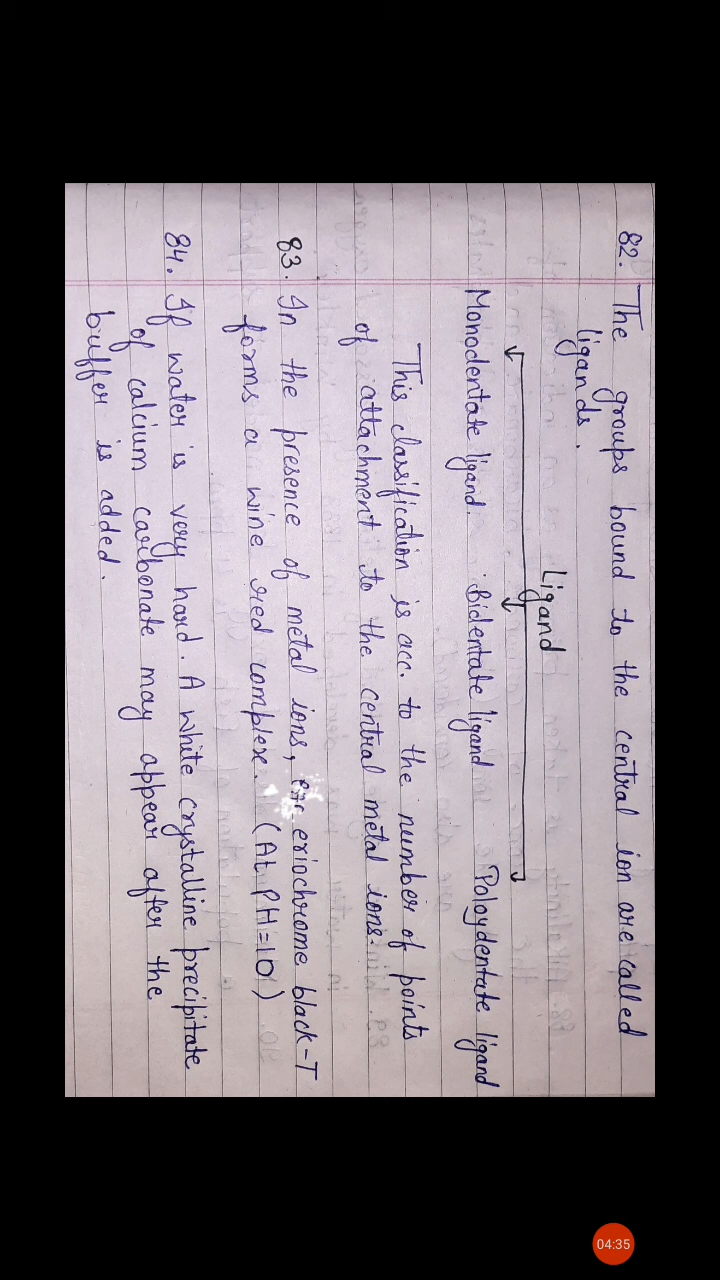 82. The groups bound to the central ion are called
ligands.
Ligand
Monodentate ligand. Bidentate ligand Poloydentate ligand
This classification is acc. to the number of points
of attachment to the central metal ions.
83. In the presence of metal ions, eriochrome black-T
forms a wine red complex. (At PH=10)
84. If water is very hard. A white crystalline precipitate
of calcium carbonate may appear after the
buffer is added.
04:35